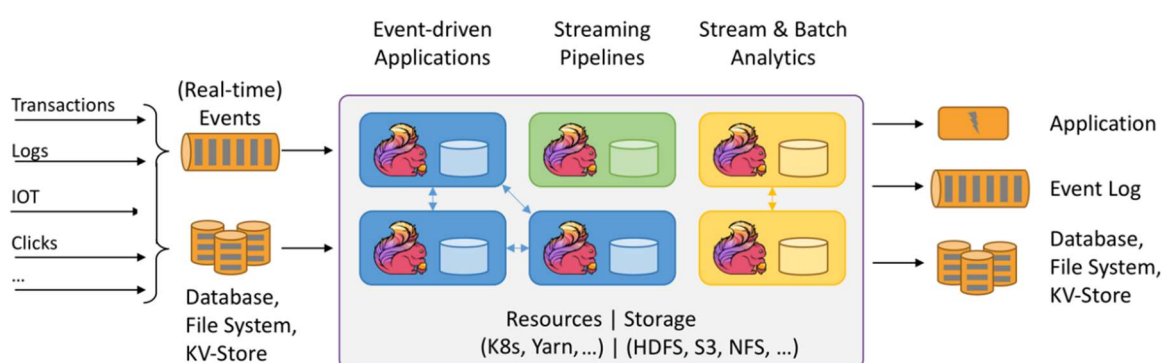 Event-driven
Applications
Streaming
Pipelines
Stream & Batch
Analytics
Transactions
Logs
IOT
Clicks
...
(Real-time)
Events
Database,
File System,
KV-Store
Resources | Storage
(K8s, Yarn,...) | (HDFS, S3, NFS, ...)
Application
Event Log
Database,
File System,
KV-Store